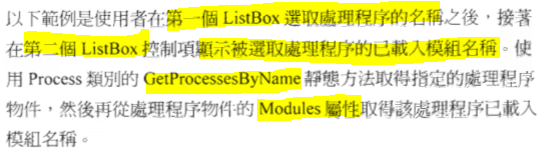 以下範例是使用者在第一個 ListBox 選取處理程序的名稱之後，接著
在第二個 ListBox 控制項顯示被選取處理程序的已載入模組名稱。使
用 Process 類別的 GetProcessesByName 靜態方法取得指定的處理程序
物件，然後再從處理程序物件的 Modules 屬性取得該處理程序已載入
模組名稱。